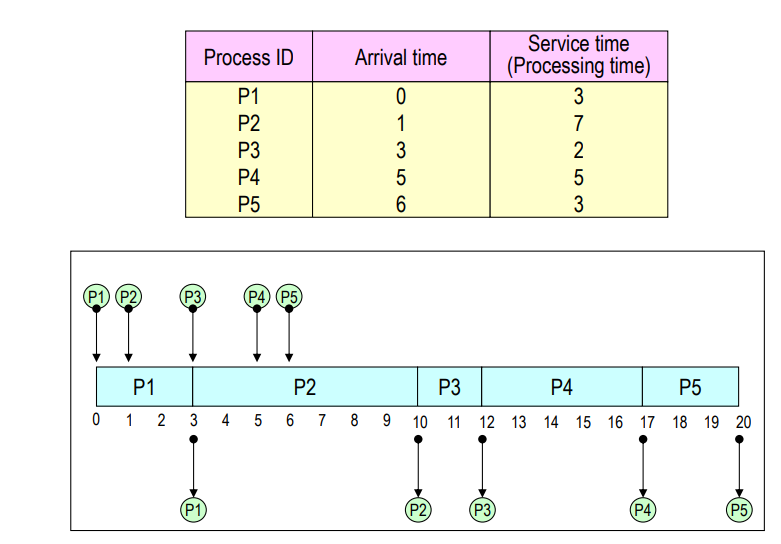 Process ID Arrival time Service time
(Processing time)
P1 0 3
P2 1 7
P3 3 2
P4 5 5
P5 6 3
P1 P2 P3 P4 P5
P1 P2 P3 P4 P5
0 1 2 3 4 5 6 7 8 9 10 11 12 13 14 15 16 17 18 19 20
P1 P2 P3 P4 P5